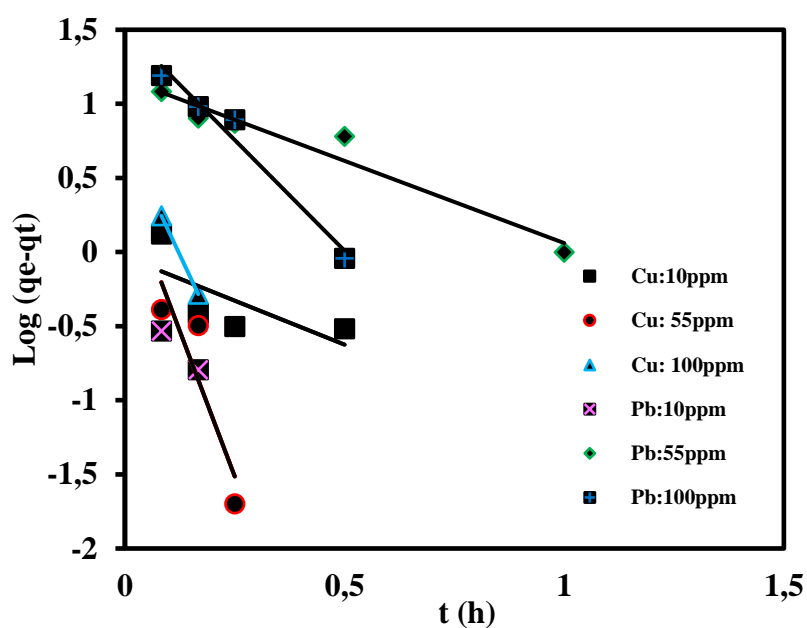 1,5
1
0,5
0
-0,5
-1
-1,5
-2
Log (qe-qt)
0
0,5
1
1,5
t (h)
Cu:10ppm
Cu: 55ppm
Cu: 100ppm
Pb:10ppm
Pb:55ppm
Pb:100ppm